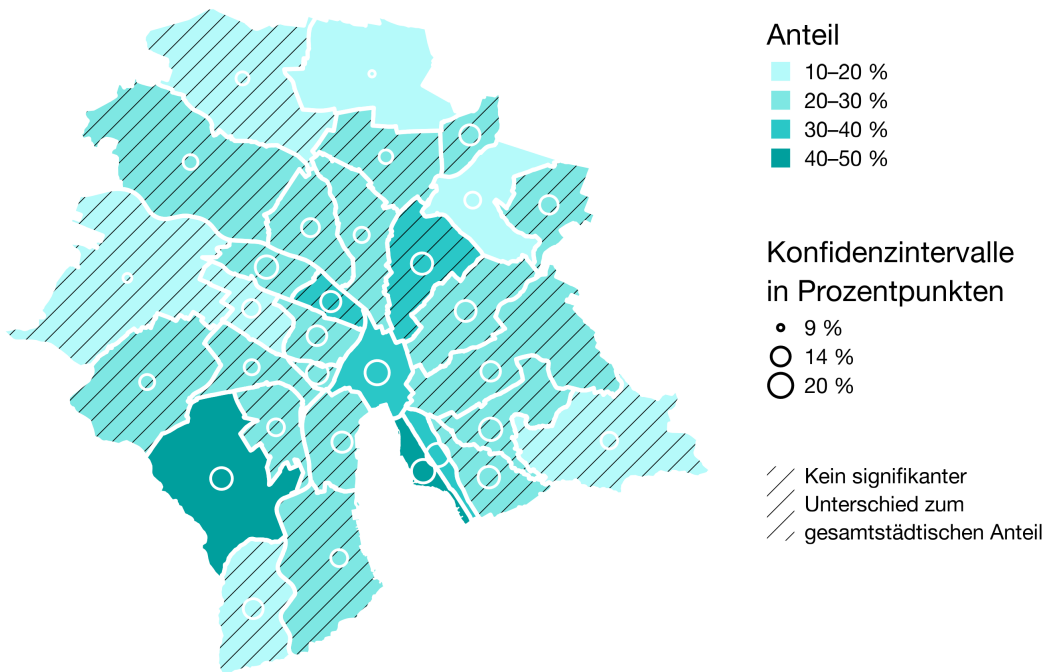 Anteil
10–20 %
20–30 %
30–40 %
40–50 %
Konfidenzintervalle
in Prozentpunkten
9 %
14 %
20 %
Kein signifikanter
Unterschied zum
gesamtstädtischen Anteil